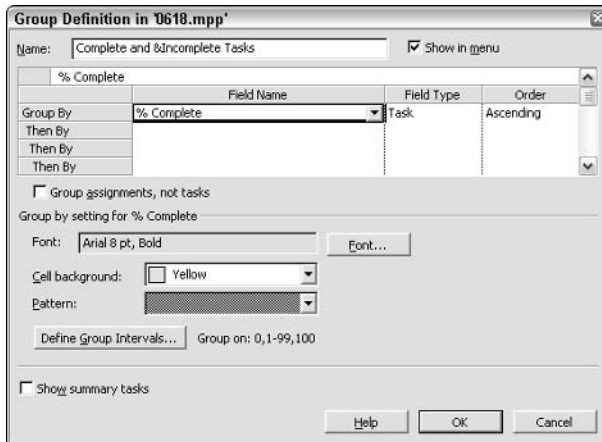 Group Definition in '0618.mpp'
Name: Complete and &Incomplete Tasks Show in menu
% Complete
Field Name Field Type Order
Group By % Complete Task Ascending
Then By
Then By
Then By
Group assignments, not tasks
Group by setting for % Complete
Font: Arial 8 pt, Bold Font...
Cell background: Yellow
Pattern:
Define Group Intervals... Group on: 0,1-99,100
Show summary tasks
Help OK Cancel